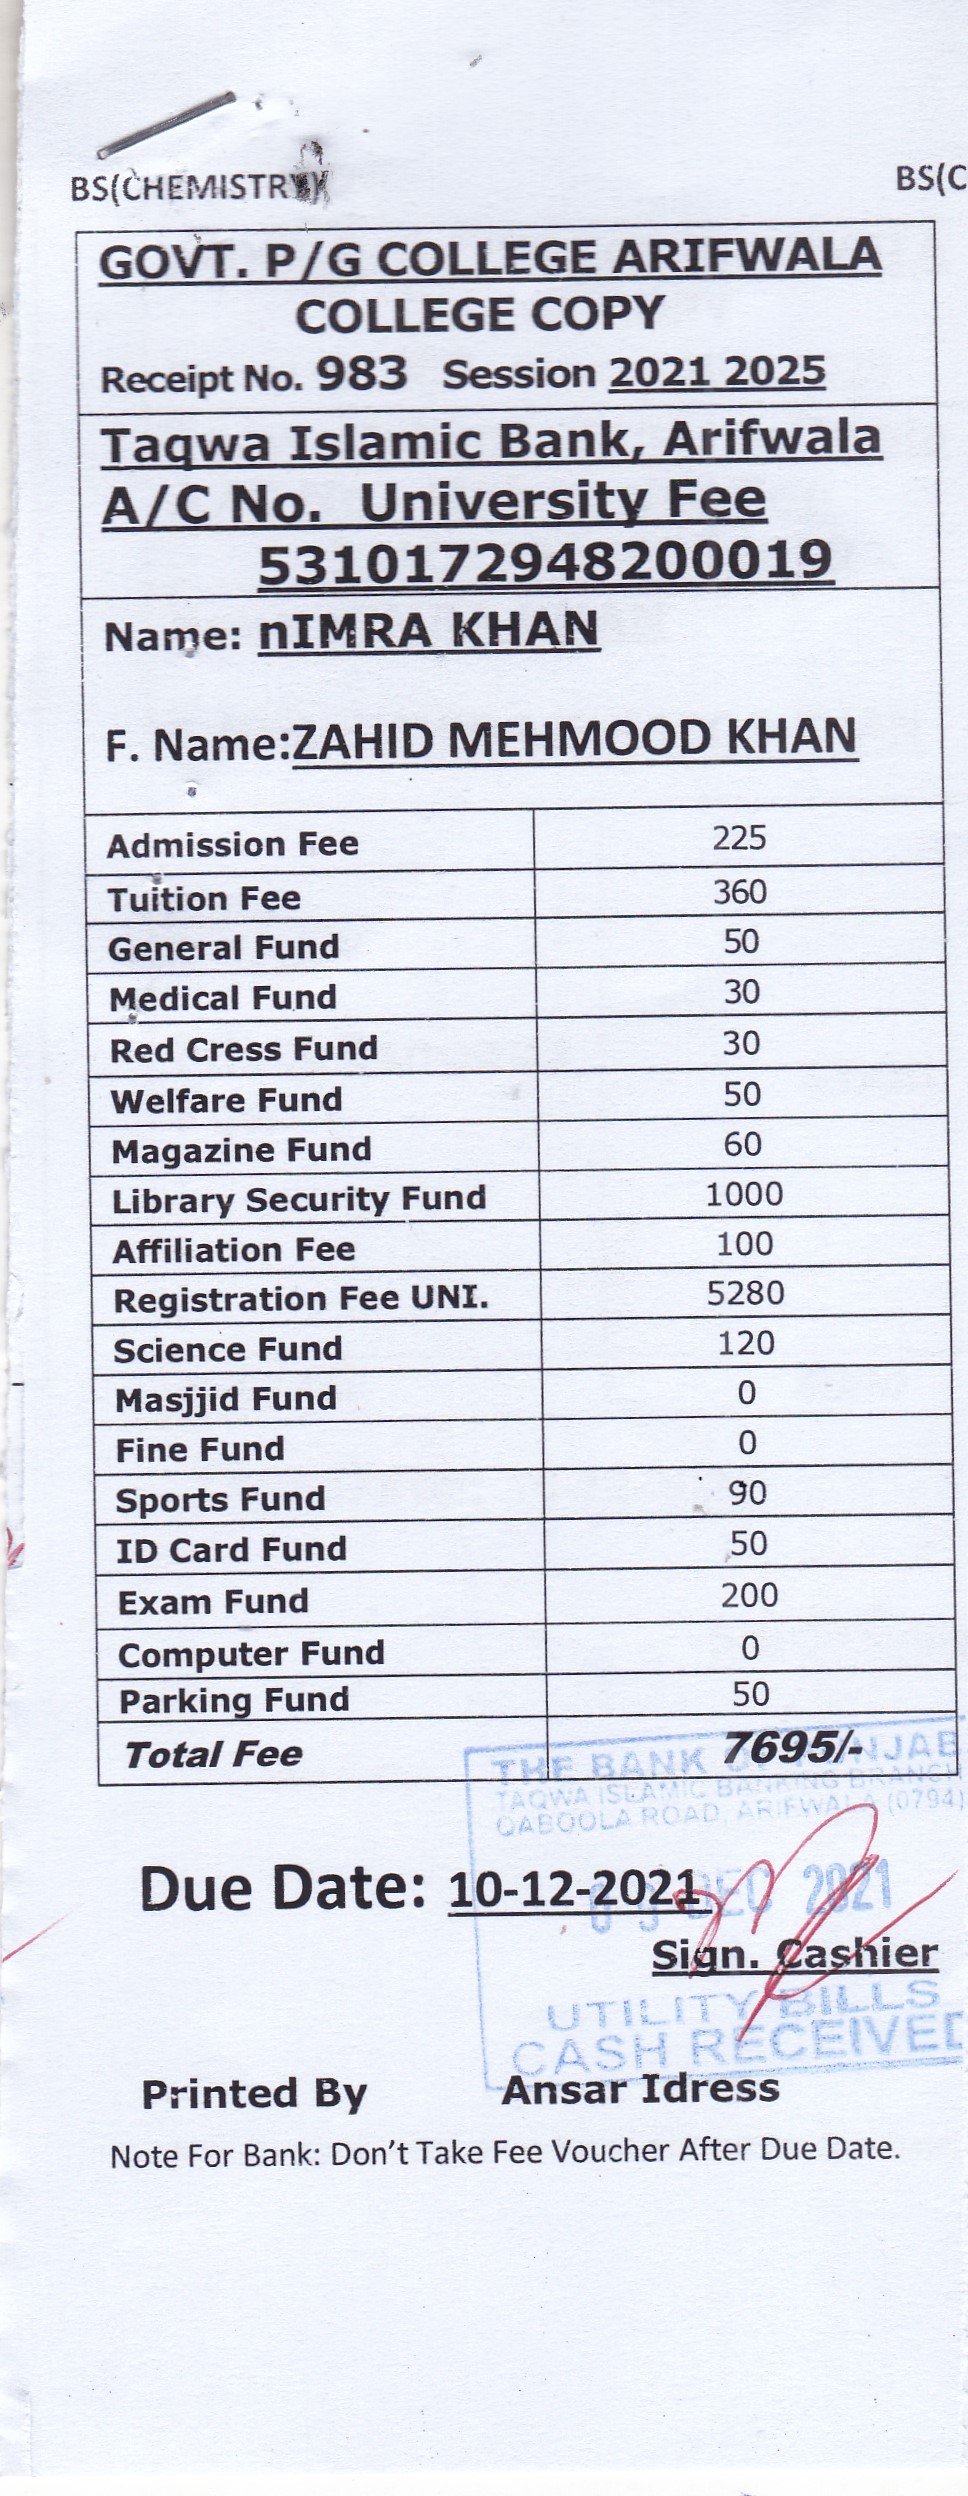 BS(CHEMISTRY)
BS(C
GOVT. P/G COLLEGE ARIFWALA
COLLEGE COPY
Receipt No. 983 Session 2021 2025
Taqwa Islamic Bank, Arifwala
A/C No. University Fee
5310172948200019
Name: nIMRA KHAN
F. Name:ZAHID MEHMOOD KHAN
Admission Fee 225
Tuition Fee 360
General Fund 50
Medical Fund 30
Red Cress Fund 30
Welfare Fund 50
Magazine Fund 60
Library Security Fund 1000
Affiliation Fee 100
Registration Fee UNI. 5280
Science Fund 120
Masjjid Fund 0
Fine Fund 0
Sports Fund 90
ID Card Fund 50
Exam Fund 200
Computer Fund 0
Parking Fund 50
Total Fee 7695/-
THE BANK OF PUNJAB
TAQWA ISLAMIC BANKING BRANCH
QABOOLA ROAD, ARIFWALA (0794)
Due Date: 10-12-2021
DEC 2021
Sign. Cashier
UTILITY BILLS
CASH RECEIVED
Printed By Ansar Idress
Note For Bank: Don't Take Fee Voucher After Due Date.